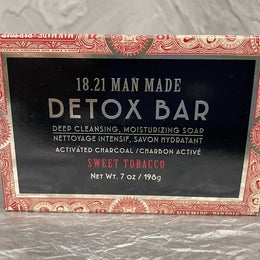 18.21 MAN MADE
DETOX BAR
DEEP CLEANSING, MOISTURIZING SOAP
NETTOYAGE INTENSIF, SAVON HYDRATANT
ACTIVATED CHARCOAL / CHARBON ACTIVÉ
SWEET TOBACCO
NET WT. 7 oz / 198g